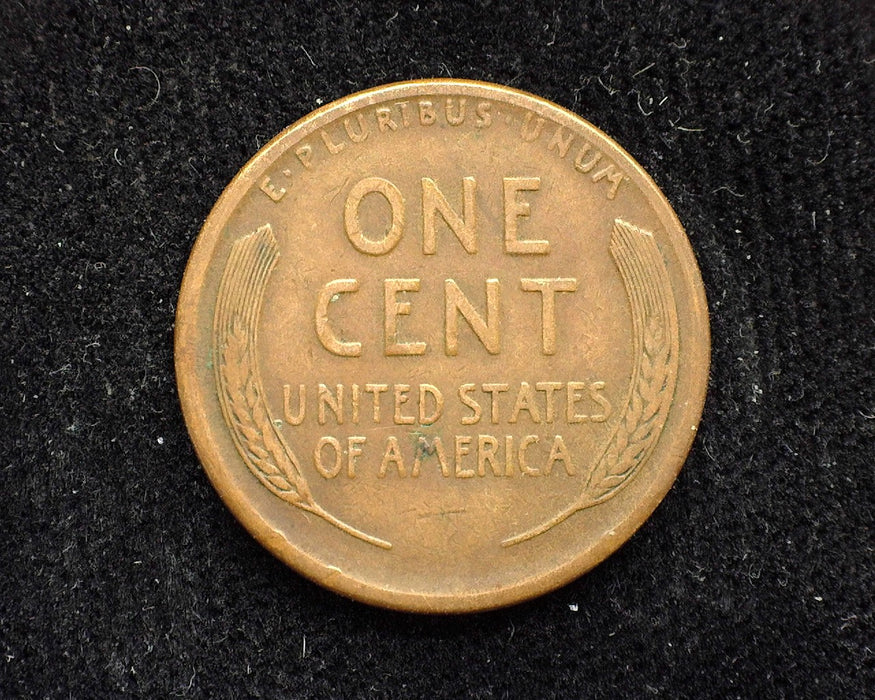 E · PLURIBUS · UNUM
ONE
CENT
UNITED STATES
OF AMERICA